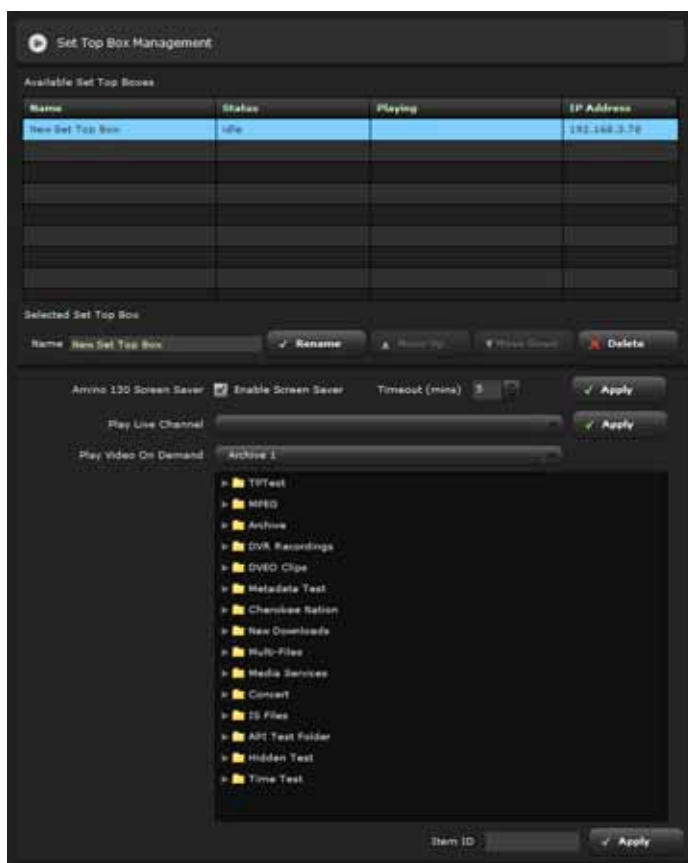 Set Top Box Management
Available Set Top Boxes
Name Status Playing IP Address
New Set Top Box idle 192.168.3.78
Selected Set Top Box
Name New Set Top Box Rename Move Up Move Down Delete
Amino 130 Screen Saver Enable Screen Saver Timeout (mins) 5 Apply
Play Live Channel Apply
Play Video On Demand Archive 1
TPTest
MPEG
Archive
DVR Recordings
DVEO Clips
Metadata Test
Cherokee Nation
New Downloads
Multi-Files
Media Services
Concert
IS Files
API Test Folder
Hidden Test
Time Test
Item ID Apply